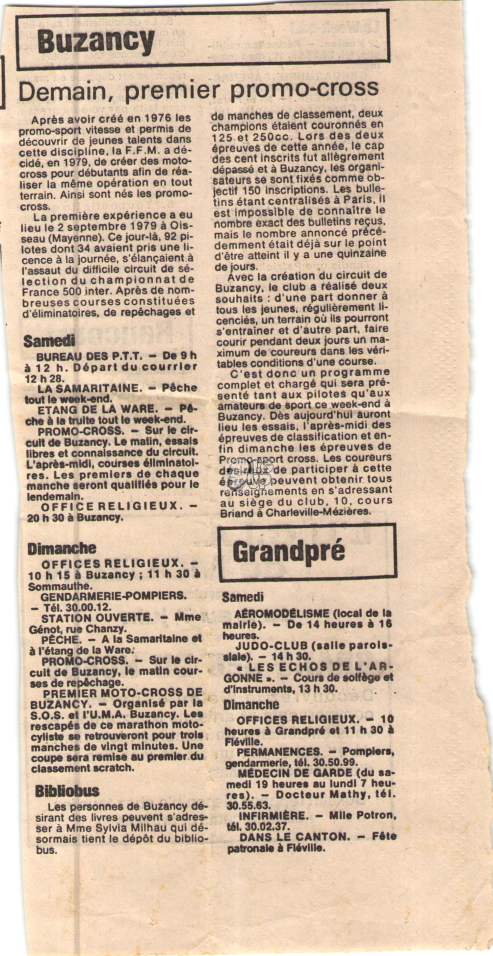 Buzancy
Demain, premier promo-cross
Après avoir créé en 1976 les
promo-sport vitesse et permis de
découvrir de jeunes talents dans
cette discipline, la F.F.M. a dé-
cidé, en 1979, de créer des moto-
cross pour débutants afin de réa-
liser la même opération en tout
terrain. Ainsi sont nés les promo-
cross.
La première expérience a eu
lieu le 2 septembre 1979 à Ois-
seau (Mayenne). Ce jour-là, 92 pi-
lotes dont 34 avaient pris une li-
cence à la journée, s'élançaient à
l'assaut du difficile circuit de sé-
lection du championnat de
France 500 inter. Après de nom-
breuses courses constituées
d'éliminatoires, de repêchages et
de manches de classement, deux
champions étaient couronnés en
125 et 250cc. Lors des deux
épreuves de cette année, le cap
des cent inscrits fut allègrement
dépassé et à Buzancy, les organi-
sateurs se sont fixés comme ob-
jectif 150 inscriptions. Les bulle-
tins étant centralisés à Paris, il
est impossible de connaître le
nombre exact des bulletins reçus,
mais le nombre annoncé précé-
demment était déjà sur le point
d'être atteint il y a une quinzaine
de jours.
Avec la création du circuit de
Buzancy, le club a réalisé deux
souhaits : d'une part donner à
tous les jeunes, régulièrement li-
cenciés, un terrain où ils pourront
s'entraîner et d'autre part, faire
courir pendant deux jours un ma-
ximum de coureurs dans les véri-
tables conditions d'une course.
C'est donc un programme
complet et chargé qui sera pré-
senté tant aux pilotes qu'aux
amateurs de sport ce week-end à
Buzancy. Dès aujourd'hui auront
lieu les essais, l'après-midi des
épreuves de classification et en-
fin dimanche les épreuves de
Promo-sport cross. Les coureurs
de participer à cette
peuvent obtenir tous
renseignements en s'adressant
au siège du club, 10, cours
Briand à Charleville-Mézières.
Samedi
BUREAU DES P.T.T. — De 9 h
à 12 h. Départ du courrier
12 h 28.
LA SAMARITAINE. — Pêche
tout le week-end.
ETANG DE LA WARE. — Pê-
che à la truite tout le week-end.
PROMO-CROSS. — Sur le cir-
cuit de Buzancy. Le matin, essais
libres et connaissance du circuit.
L'après-midi, courses éliminatoi-
res. Les premiers de chaque
manche seront qualifiés pour le
lendemain.
OFFICE RELIGIEUX. —
20 h 30 à Buzancy ;
Dimanche
OFFICES RELIGIEUX. —
10 h 15 à Buzancy ; 11 h 30 à
Sommauthe.
GENDARMERIE-POMPIERS.
— Tél. 30.00.12.
STATION OUVERTE. — Mme
Génot, rue Chanzy.
PÊCHE. — A la Samaritaine et
à l'étang de la Ware.
PROMO-CROSS. — Sur le cir-
cuit de Buzancy, le matin cour-
ses de repêchage.
PREMIER MOTO-CROSS DE
BUZANCY. — Organisé par la
S.O.S. et l'U.M.A. Buzancy. Les
rescapés de ce marathon moto-
cycliste se retrouveront pour trois
manches de vingt minutes. Une
coupe sera remise au premier du
classement scratch.
Bibliobus
Les personnes de Buzancy dé-
sirant des livres peuvent s'adres-
ser à Mme Sylvia Milhau qui dé-
sormais tient le dépôt du biblio-
bus.
Grandpré
Samedi
AÉROMODÉLISME (local de la
mairie). — De 14 heures à 16
heures.
JUDO-CLUB (salle parois-
siale). — 14 h 30.
« LES ECHOS DE L'AR-
GONNE ». — Cours de solfège et
d'instruments, 13 h 30.
Dimanche
OFFICES RELIGIEUX. — 10
heures à Grandpré et 11 h 30 à
Fléville.
PERMANENCES. — Pompiers,
gendarmerie, tél. 30.50.99.
MÉDECIN DE GARDE (du sa-
medi 19 heures au lundi 7 heu-
res). — Docteur Mathy, tél.
30.55.63.
INFIRMIÈRE. — Mlle Potron,
tél. 30.02.37.
DANS LE CANTON. — Fête
patronale à Fléville.